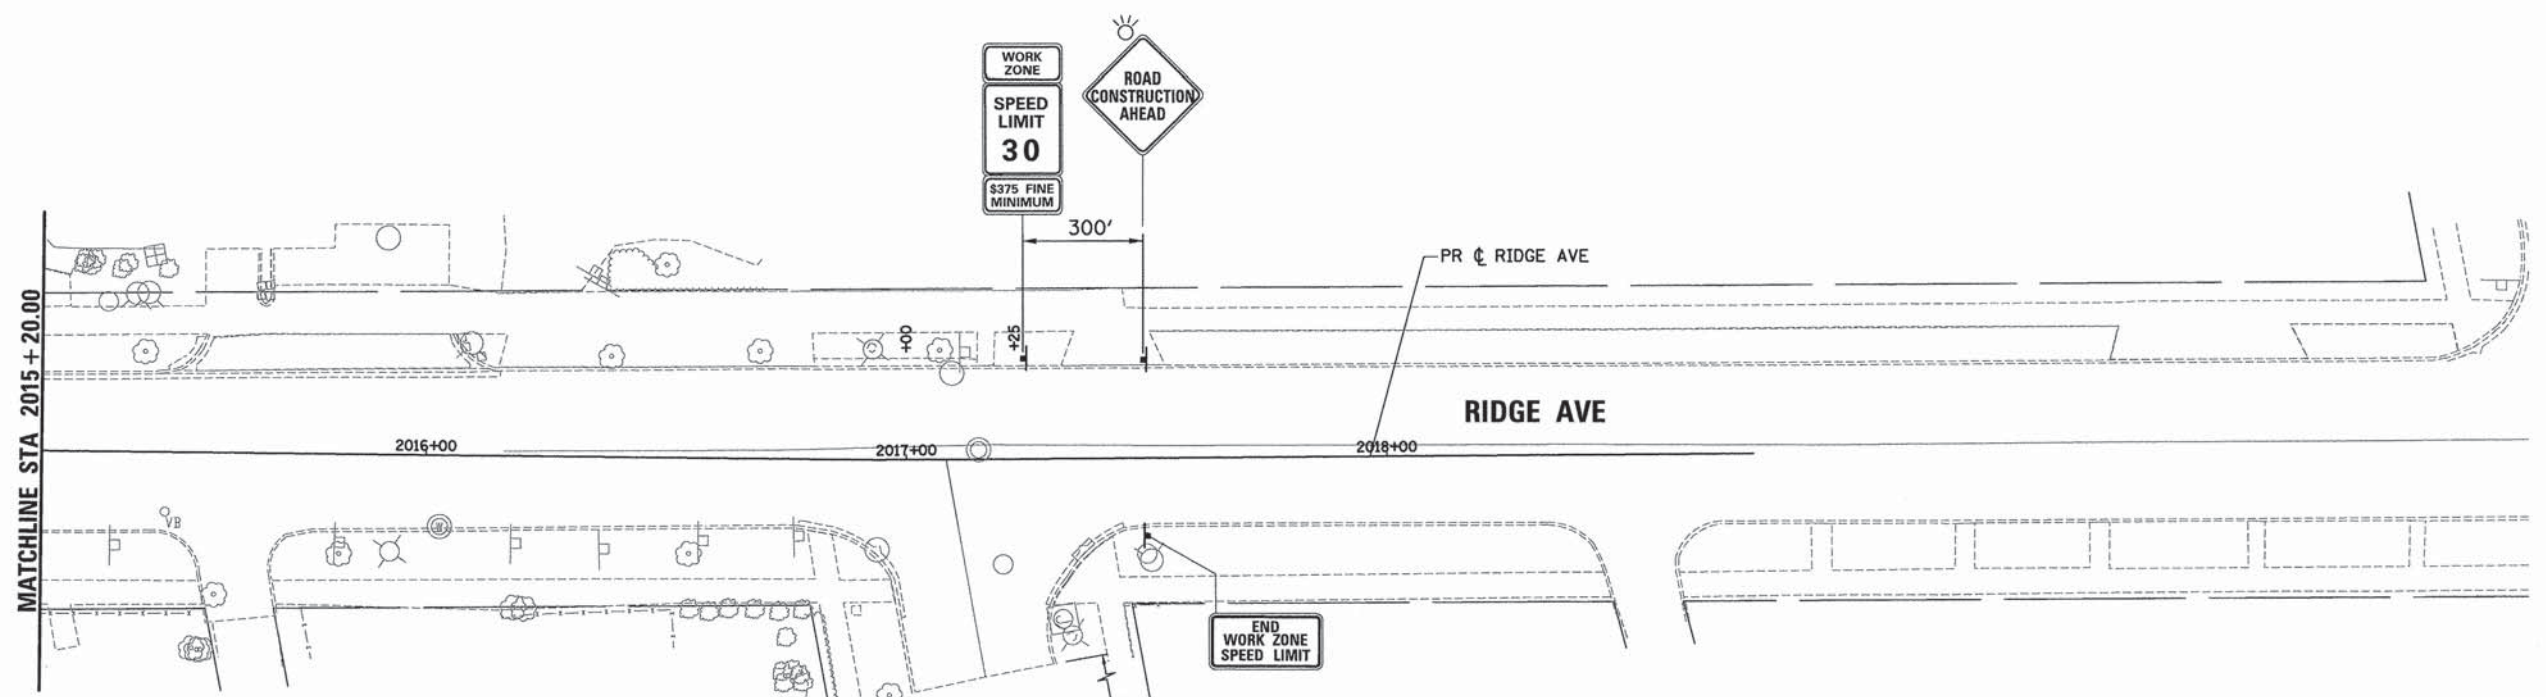 WORK
ZONE
SPEED
LIMIT
30
$375 FINE
MINIMUM
ROAD
CONSTRUCTION
AHEAD
300'
PR ℄ RIDGE AVE
MATCHLINE STA 2015 + 20.00
+00
+25
RIDGE AVE
2016+00
2017+00
2018+00
VB
W
END
WORK ZONE
SPEED LIMIT